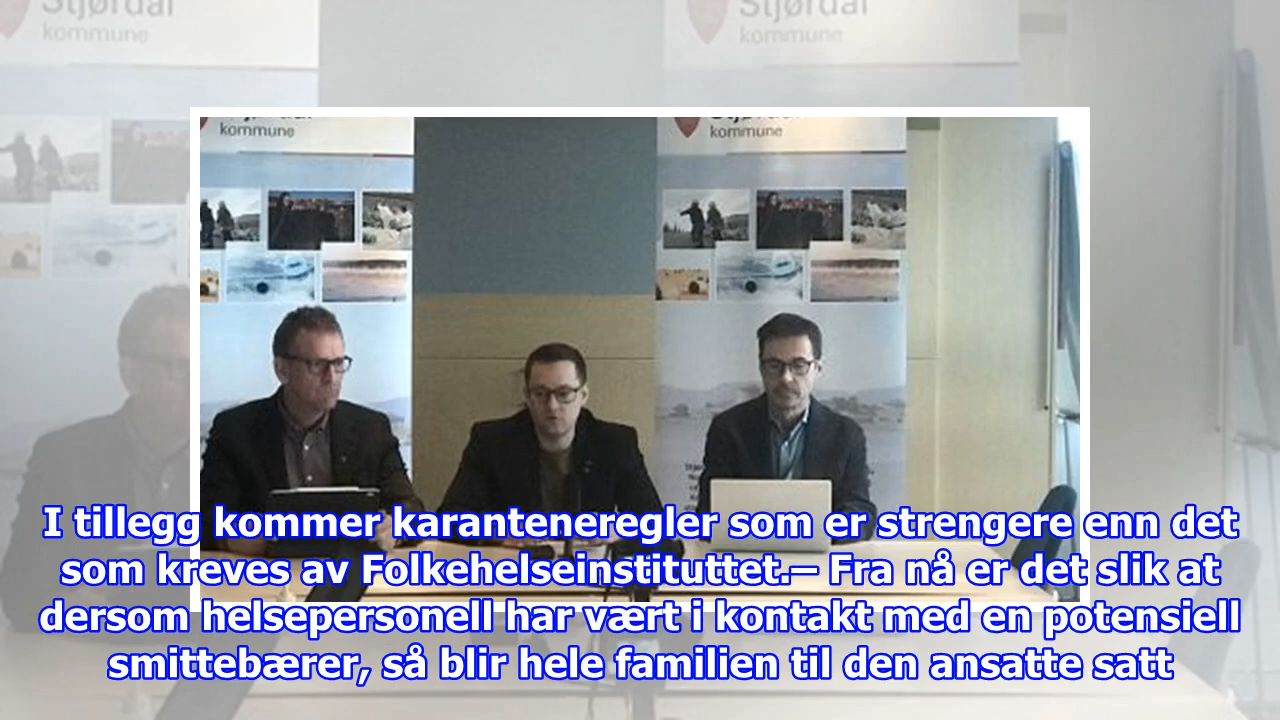 Stjørdal
kommune
kommune
kommune
kommune
I tillegg kommer karanteneregler som er strengere enn det
som kreves av Folkehelseinstituttet.– Fra nå er det slik at
dersom helsepersonell har vært i kontakt med en potensiell
smittebærer, så blir hele familien til den ansatte satt